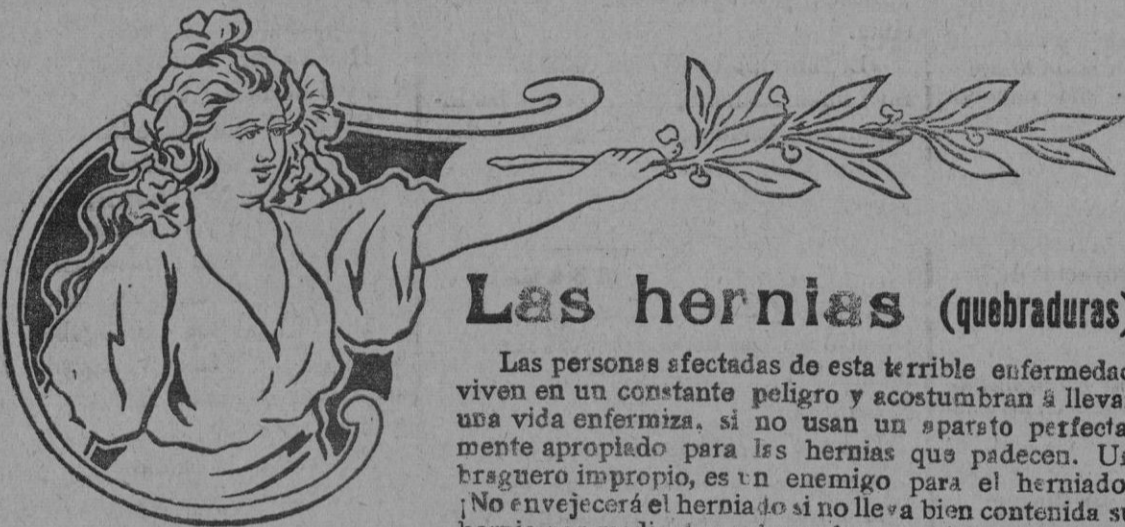 Las hernias (quebraduras)
Las personas afectadas de esta terrible enfermedad
viven en un constante peligro y acostumbran á lleva
una vida enfermiza, si no usan un aparato perfecta
mente apropiado para las hernias que padecen. Un
braguero impropio, es un enemigo para el herniado
¡No envejecerá el herniado si no lleva bien contenida su